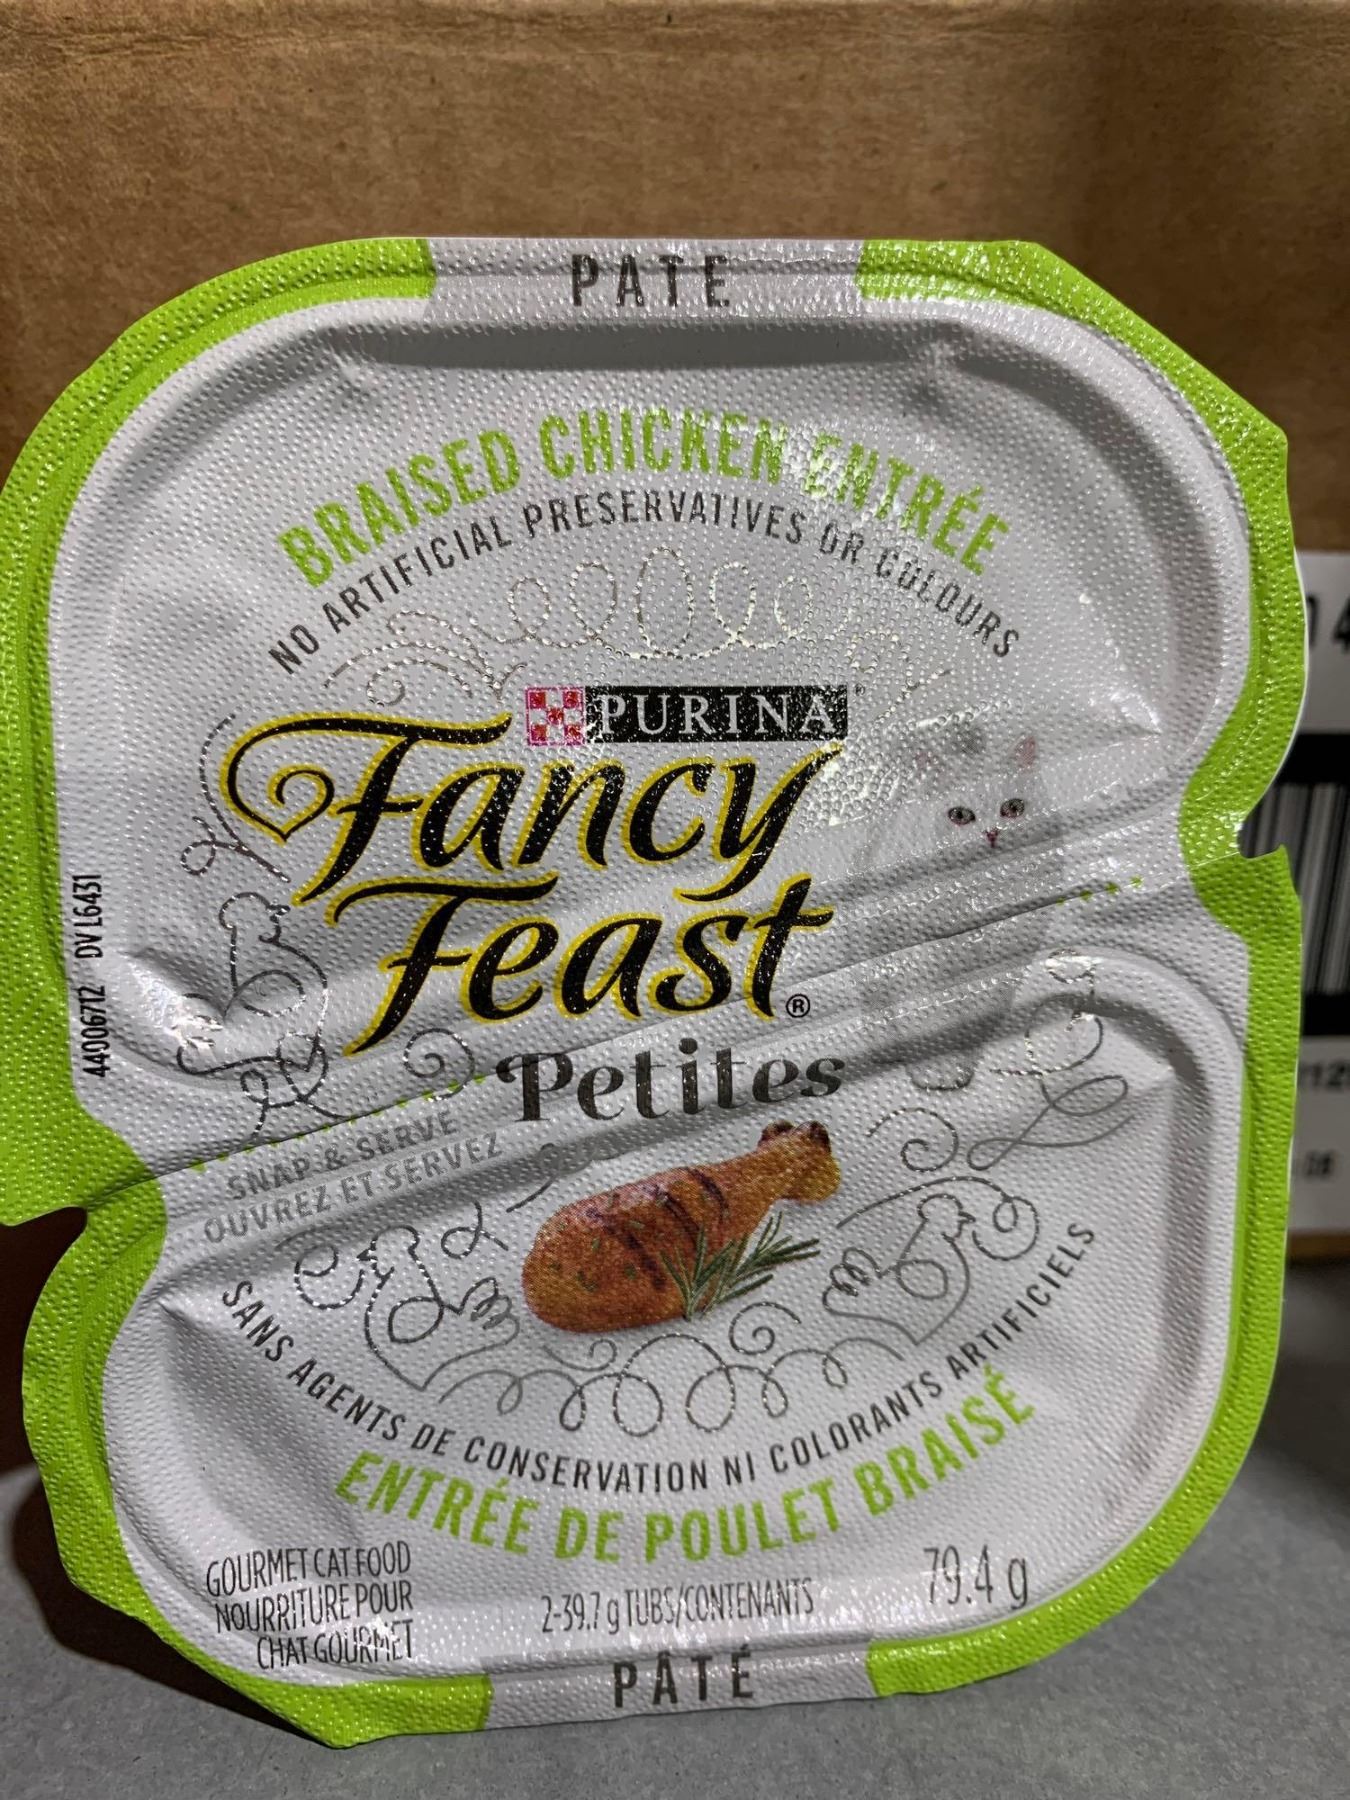 PATE
BRAISED CHICKEN ENTRÉE
NO ARTIFICIAL PRESERVATIVES OR COLOURS
PURINA®
Fancy
Feast®
Petites
44006712 DV L6431
SNAP & SERVE
OUVREZ ET SERVEZ
SANS AGENTS DE CONSERVATION NI COLORANTS ARTIFICIELS
ENTRÉE DE POULET BRAISÉ
GOURMET CAT FOOD
NOURRITURE POUR
CHAT GOURMET
2-39.7 g TUBS/CONTENANTS
79.4 g
PÂTÉ